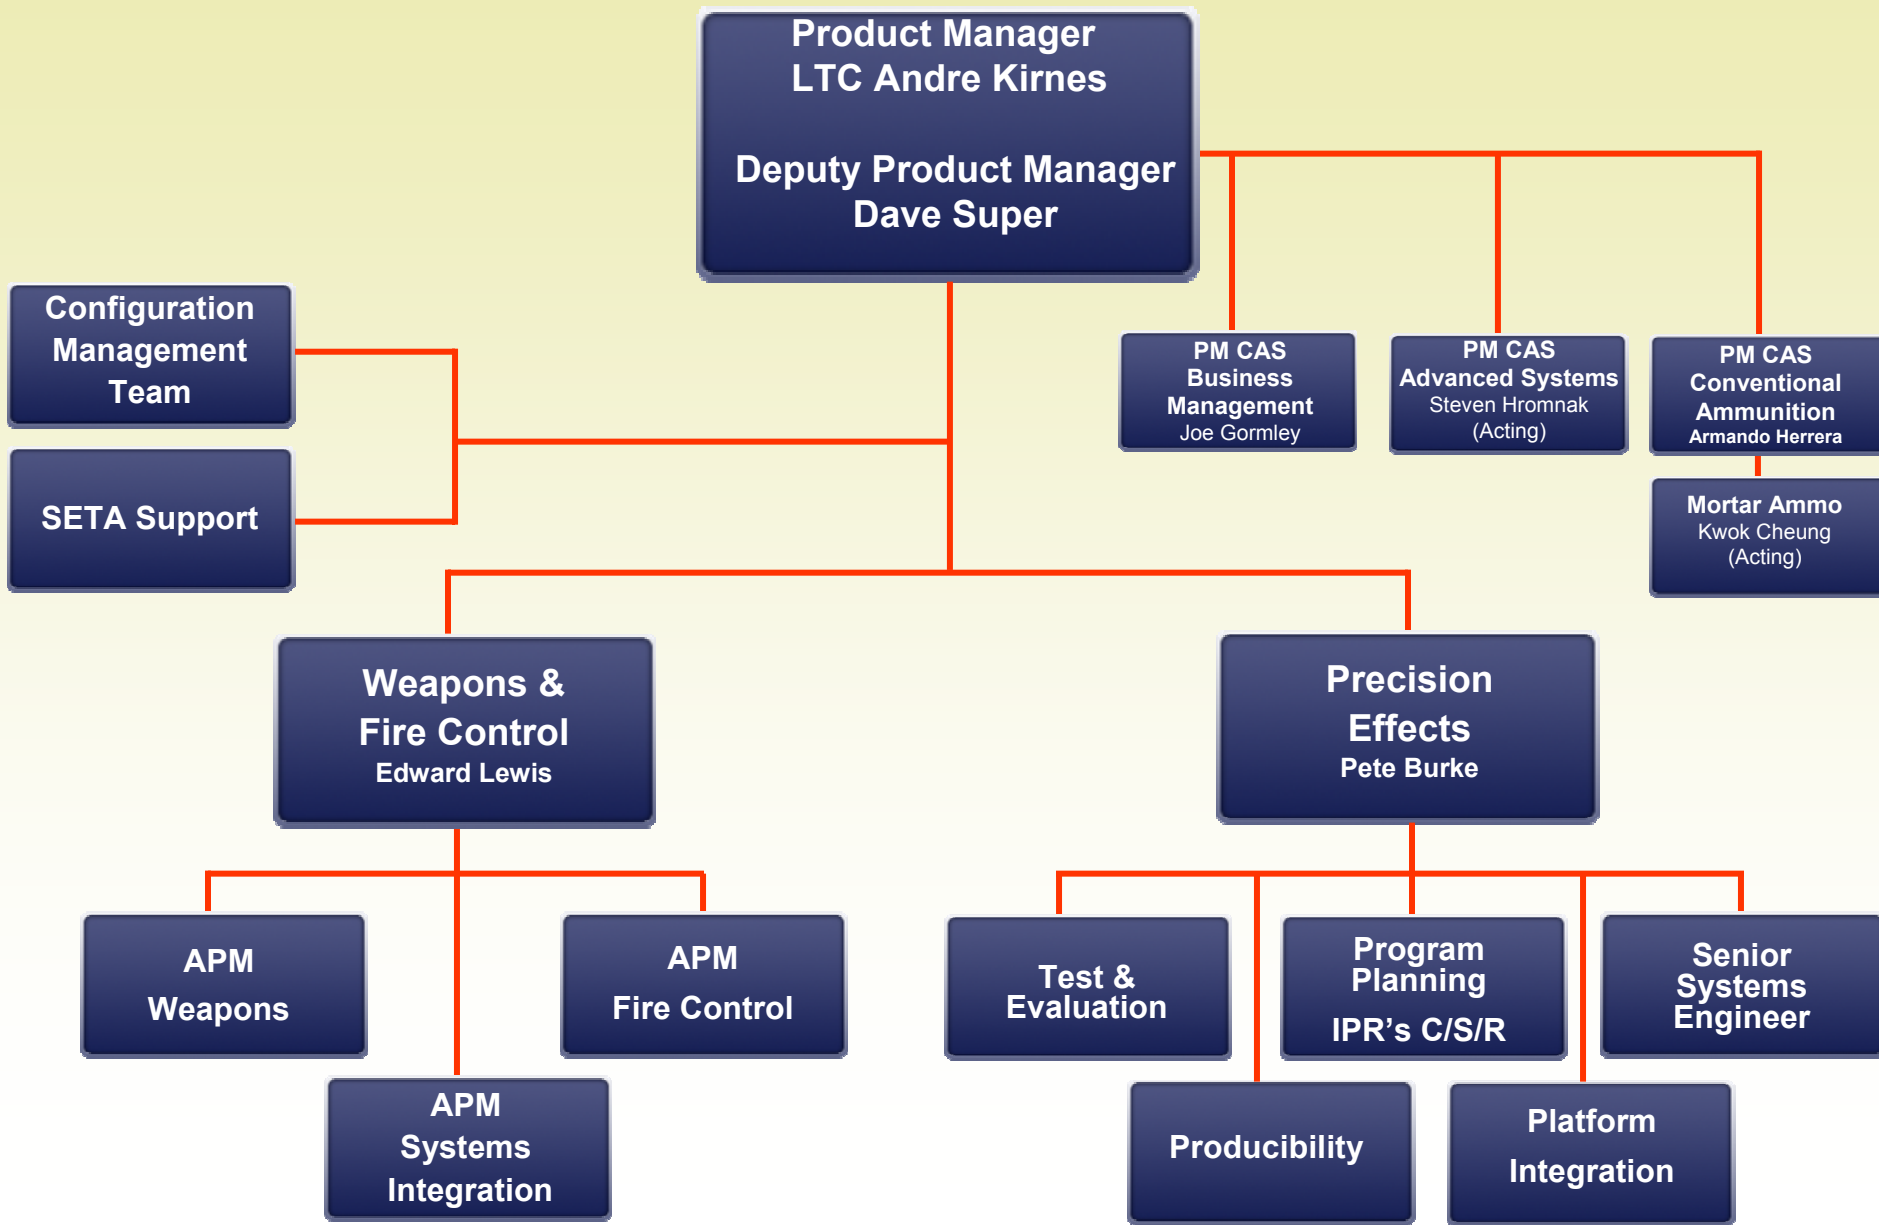 Product Manager
LTC Andre Kirnes
Deputy Product Manager
Dave Super
Configuration
Management
Team
SETA Support
PM CAS
Business
Management
Joe Gormley
PM CAS
Advanced Systems
Steven Hromnak
(Acting)
PM CAS
Conventional
Ammunition
Armando Herrera
Mortar Ammo
Kwok Cheung
(Acting)
Weapons &
Fire Control
Edward Lewis
Precision
Effects
Pete Burke
APM
Weapons
APM
Systems
Integration
APM
Fire Control
Test &
Evaluation
Producibility
Program
Planning
IPR's C/S/R
Platform
Integration
Senior
Systems
Engineer